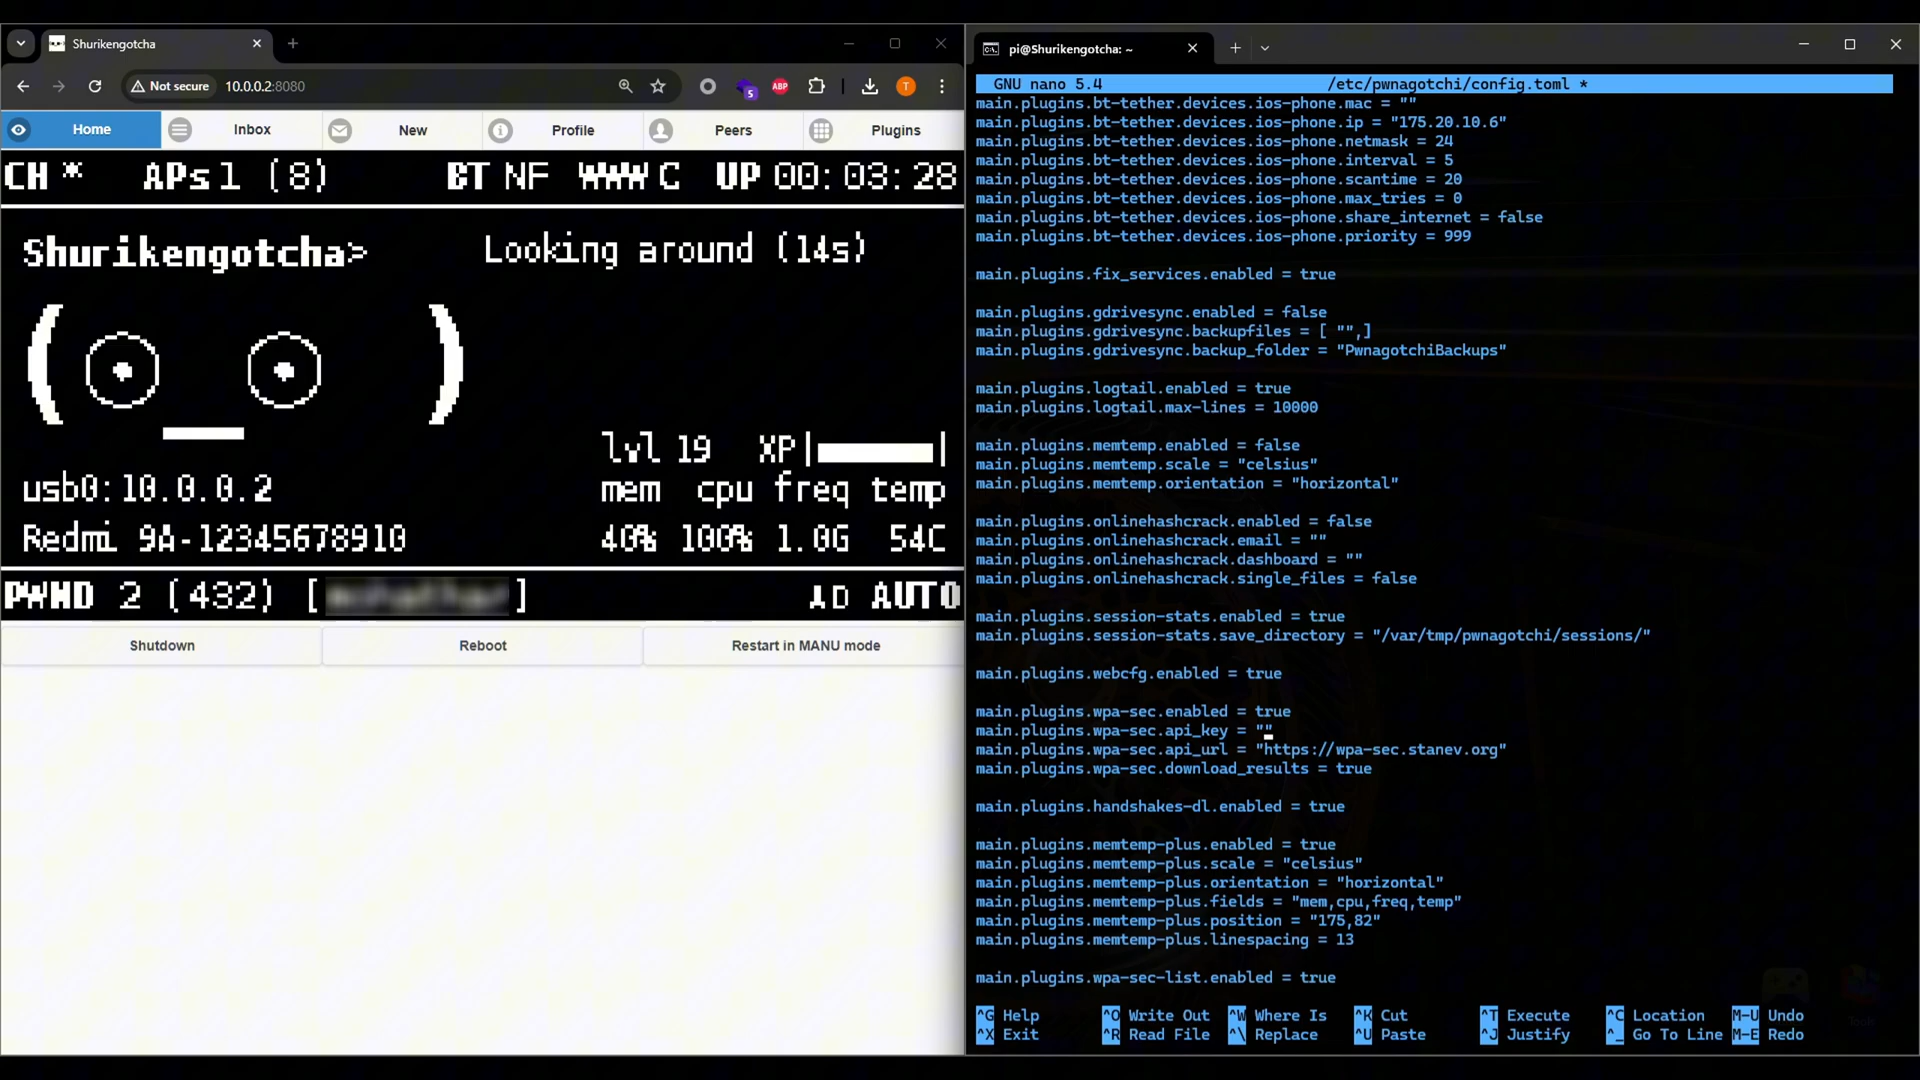 Shurikengotcha
Not secure 10.0.0.2:8080
5
ABP
T
Home
Inbox
New
Profile
Peers
Plugins
CH * APs 1 (8) BT NF WWW C UP 00:03:28
Shurikengotcha>
Looking around (14s)
lvl 19 XP
usb0:10.0.0.2
mem cpu freq temp
Redmi 9A-12345678910
40% 100% 1.0G 54C
PWND 2 (432) [ ]
AUTO
Shutdown
Reboot
Restart in MANU mode
pi@Shurikengotcha: ~
GNU nano 5.4 /etc/pwnagotchi/config.toml *
main.plugins.bt-tether.devices.ios-phone.mac = ""
main.plugins.bt-tether.devices.ios-phone.ip = "175.20.10.6"
main.plugins.bt-tether.devices.ios-phone.netmask = 24
main.plugins.bt-tether.devices.ios-phone.interval = 5
main.plugins.bt-tether.devices.ios-phone.scantime = 20
main.plugins.bt-tether.devices.ios-phone.max_tries = 0
main.plugins.bt-tether.devices.ios-phone.share_internet = false
main.plugins.bt-tether.devices.ios-phone.priority = 999
main.plugins.fix_services.enabled = true
main.plugins.gdrivesync.enabled = false
main.plugins.gdrivesync.backupfiles = [ "",]
main.plugins.gdrivesync.backup_folder = "PwnagotchiBackups"
main.plugins.logtail.enabled = true
main.plugins.logtail.max-lines = 10000
main.plugins.memtemp.enabled = false
main.plugins.memtemp.scale = "celsius"
main.plugins.memtemp.orientation = "horizontal"
main.plugins.onlinehashcrack.enabled = false
main.plugins.onlinehashcrack.email = ""
main.plugins.onlinehashcrack.dashboard = ""
main.plugins.onlinehashcrack.single_files = false
main.plugins.session-stats.enabled = true
main.plugins.session-stats.save_directory = "/var/tmp/pwnagotchi/sessions/"
main.plugins.webcfg.enabled = true
main.plugins.wpa-sec.enabled = true
main.plugins.wpa-sec.api_key = ""
main.plugins.wpa-sec.api_url = "https://wpa-sec.stanev.org"
main.plugins.wpa-sec.download_results = true
main.plugins.handshakes-dl.enabled = true
main.plugins.memtemp-plus.enabled = true
main.plugins.memtemp-plus.scale = "celsius"
main.plugins.memtemp-plus.orientation = "horizontal"
main.plugins.memtemp-plus.fields = "mem,cpu,freq,temp"
main.plugins.memtemp-plus.position = "175,82"
main.plugins.memtemp-plus.linespacing = 13
main.plugins.wpa-sec-list.enabled = true
^G Help ^O Write Out ^W Where Is ^K Cut ^T Execute ^C Location M-U Undo
^X Exit ^R Read File ^\ Replace ^U Paste ^J Justify ^_ Go To Line M-E Redo